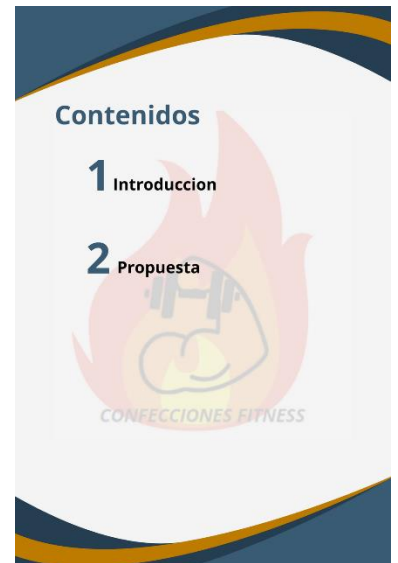 Contenidos
1 Introduccion
2 Propuesta
CONFECCIONES FITNESS